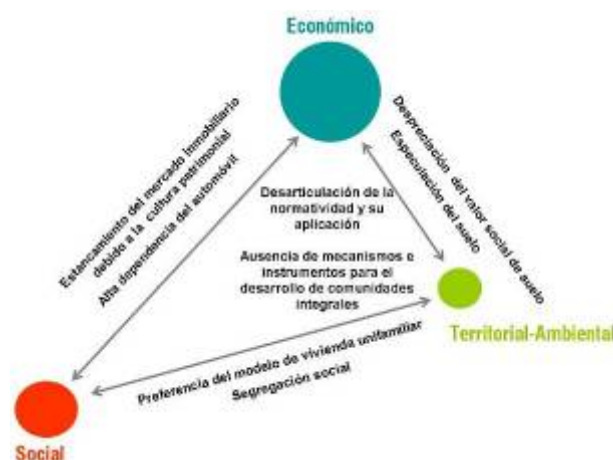 Económico
Estancamiento del mercado inmobiliario
debido a la cultura patrimonial
Alta dependencia del automóvil
Depreciación del valor social de suelo
Especulación del suelo
Desarticulación de la
normatividad y su
aplicación
Ausencia de mecanismos e
instrumentos para el
desarrollo de comunidades
integrales
Territorial-Ambiental
Preferencia del modelo de vivienda unifamiliar
Segregación social
Social